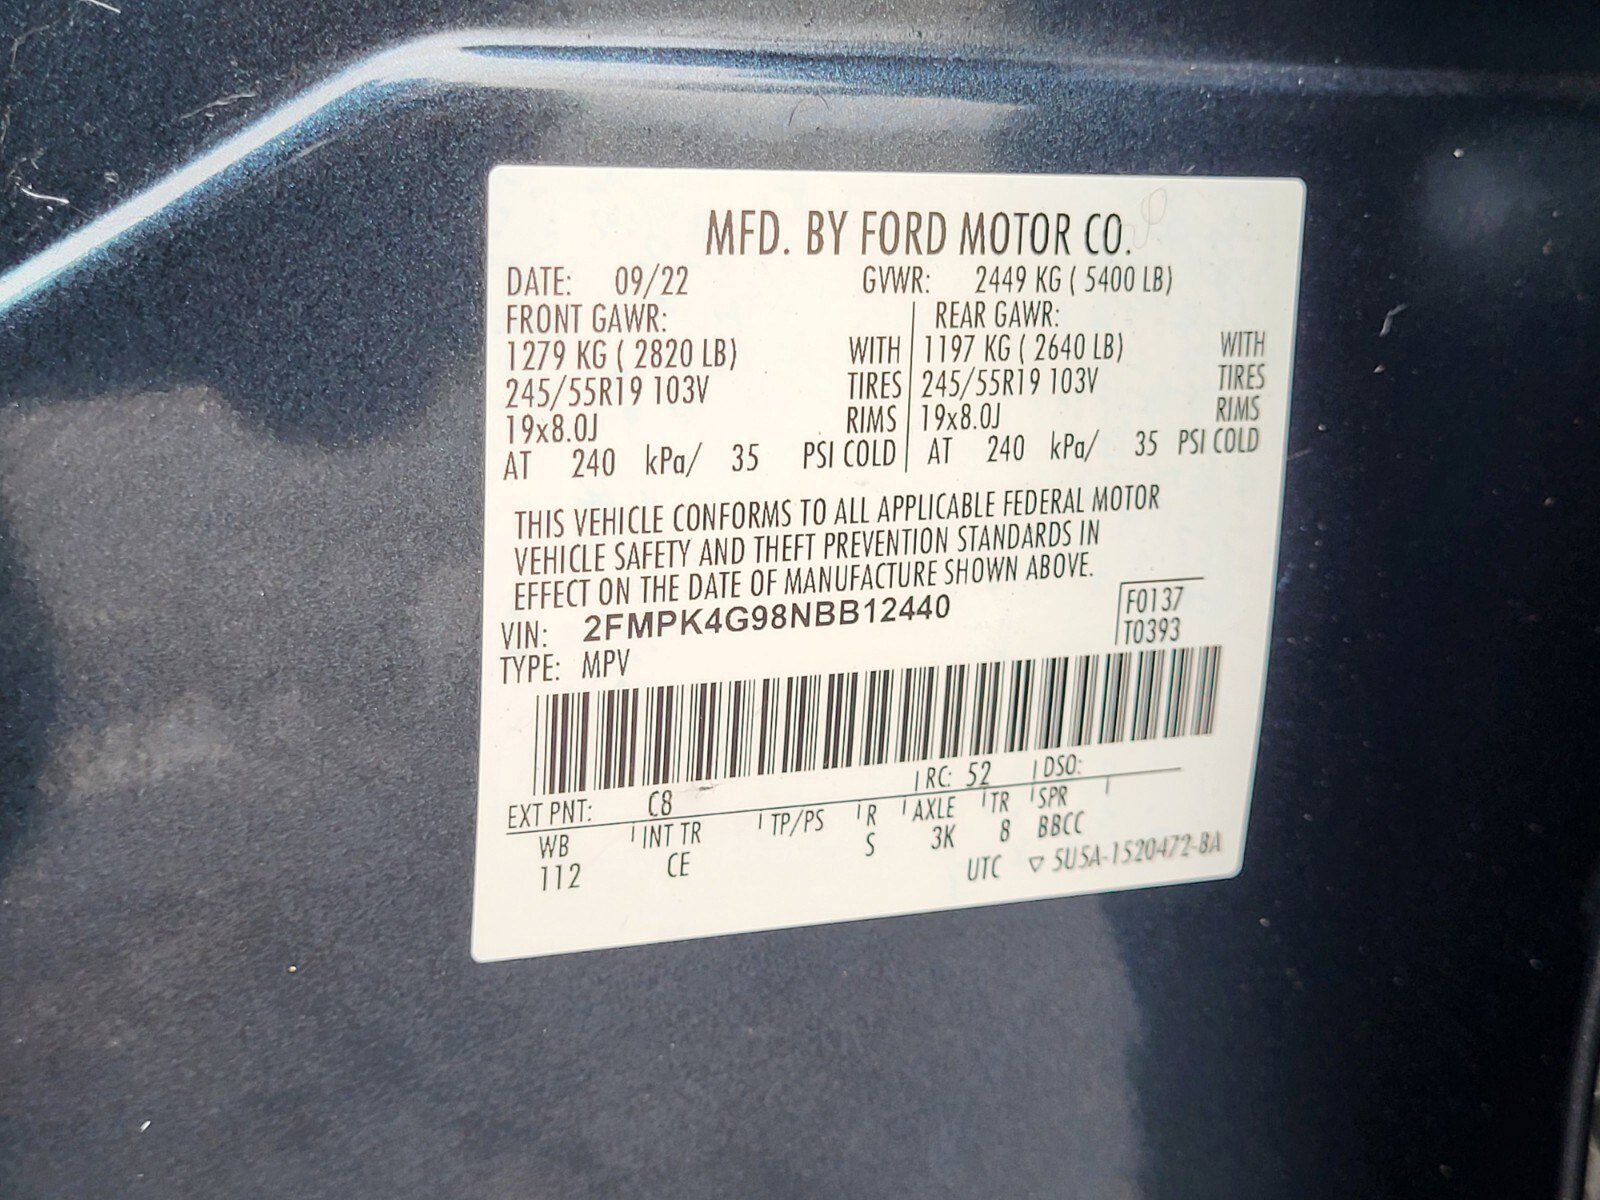 MFD. BY FORD MOTOR CO.
DATE: 09/22 GVWR: 2449 KG ( 5400 LB)
FRONT GAWR: REAR GAWR:
1279 KG ( 2820 LB) WITH 1197 KG ( 2640 LB) WITH
245/55R19 103V TIRES 245/55R19 103V TIRES
19x8.0J RIMS 19x8.0J RIMS
AT 240 kPa/ 35 PSI COLD AT 240 kPa/ 35 PSI COLD
THIS VEHICLE CONFORMS TO ALL APPLICABLE FEDERAL MOTOR
VEHICLE SAFETY AND THEFT PREVENTION STANDARDS IN
EFFECT ON THE DATE OF MANUFACTURE SHOWN ABOVE.
VIN: 2FMPK4G98NBB12440 F0137
TYPE: MPV T0393
EXT PNT: C8 RC: 52 DSO:
WB INT TR TP/PS R AXLE TR SPR
112 CE S 3K 8 BBCC
UTC ▽ 5U5A-1520472-BA